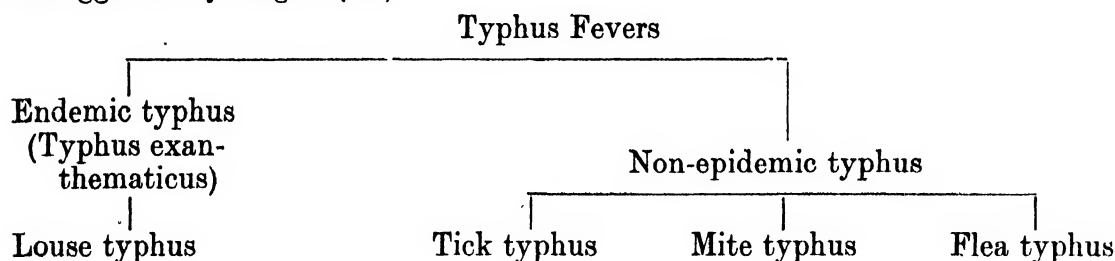 Typhus Fevers
Endemic typhus
(Typhus exan-
thematicus)
Non-epidemic typhus
Louse typhus
Tick typhus
Mite typhus
Flea typhus